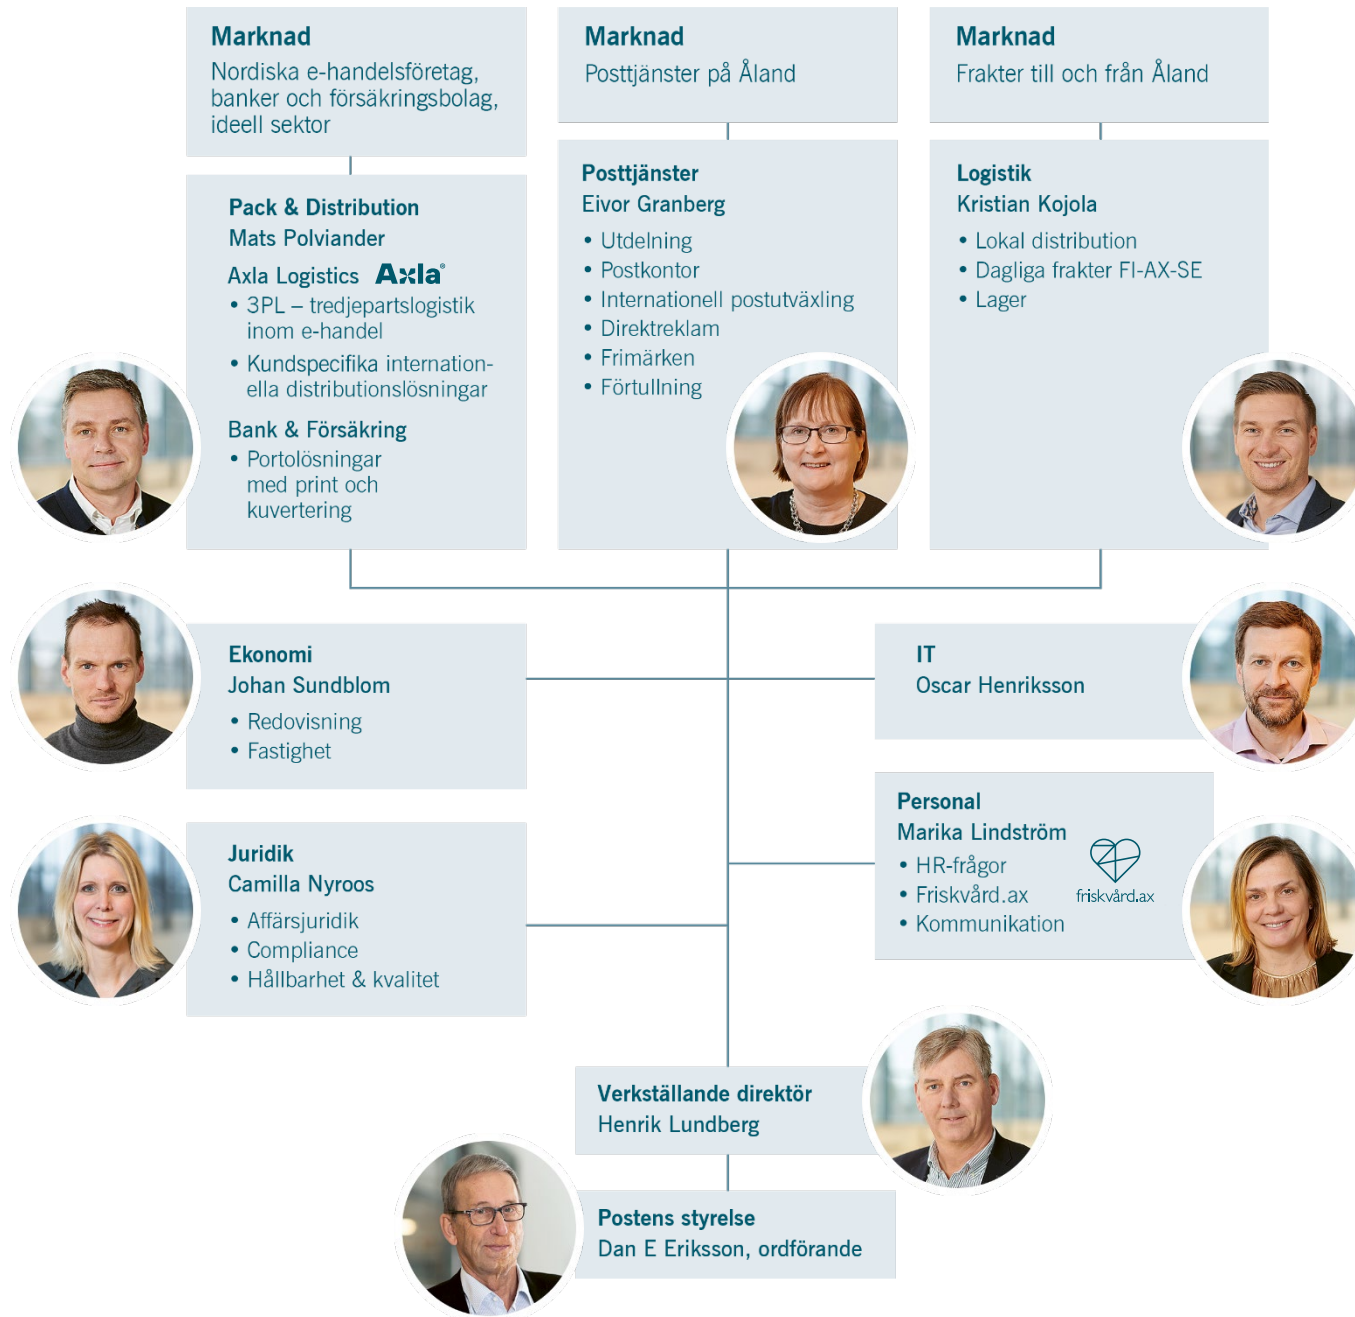 Marknad
Nordiska e-handelsföretag,
banker och försäkringsbolag,
ideell sektor
Marknad
Posttjänster på Åland
Marknad
Frakter till och från Åland
Pack & Distribution
Mats Polviander
Axla Logistics Axla®
• 3PL – tredjepartslogistik
inom e-handel
• Kundspecifika internation-
ella distributionslösningar
Bank & Försäkring
• Portolösningar
med print och
kuvertering
Posttjänster
Eivor Granberg
• Utdelning
• Postkontor
• Internationell postutväxling
• Direktreklam
• Frimärken
• Förtullning
Logistik
Kristian Kojola
• Lokal distribution
• Dagliga frakter FI-AX-SE
• Lager
Ekonomi
Johan Sundblom
• Redovisning
• Fastighet
IT
Oscar Henriksson
Juridik
Camilla Nyroos
• Affärsjuridik
• Compliance
• Hållbarhet & kvalitet
Personal
Marika Lindström
• HR-frågor
• Friskvård.ax
• Kommunikation
friskvård.ax
Verkställande direktör
Henrik Lundberg
Postens styrelse
Dan E Eriksson, ordförande